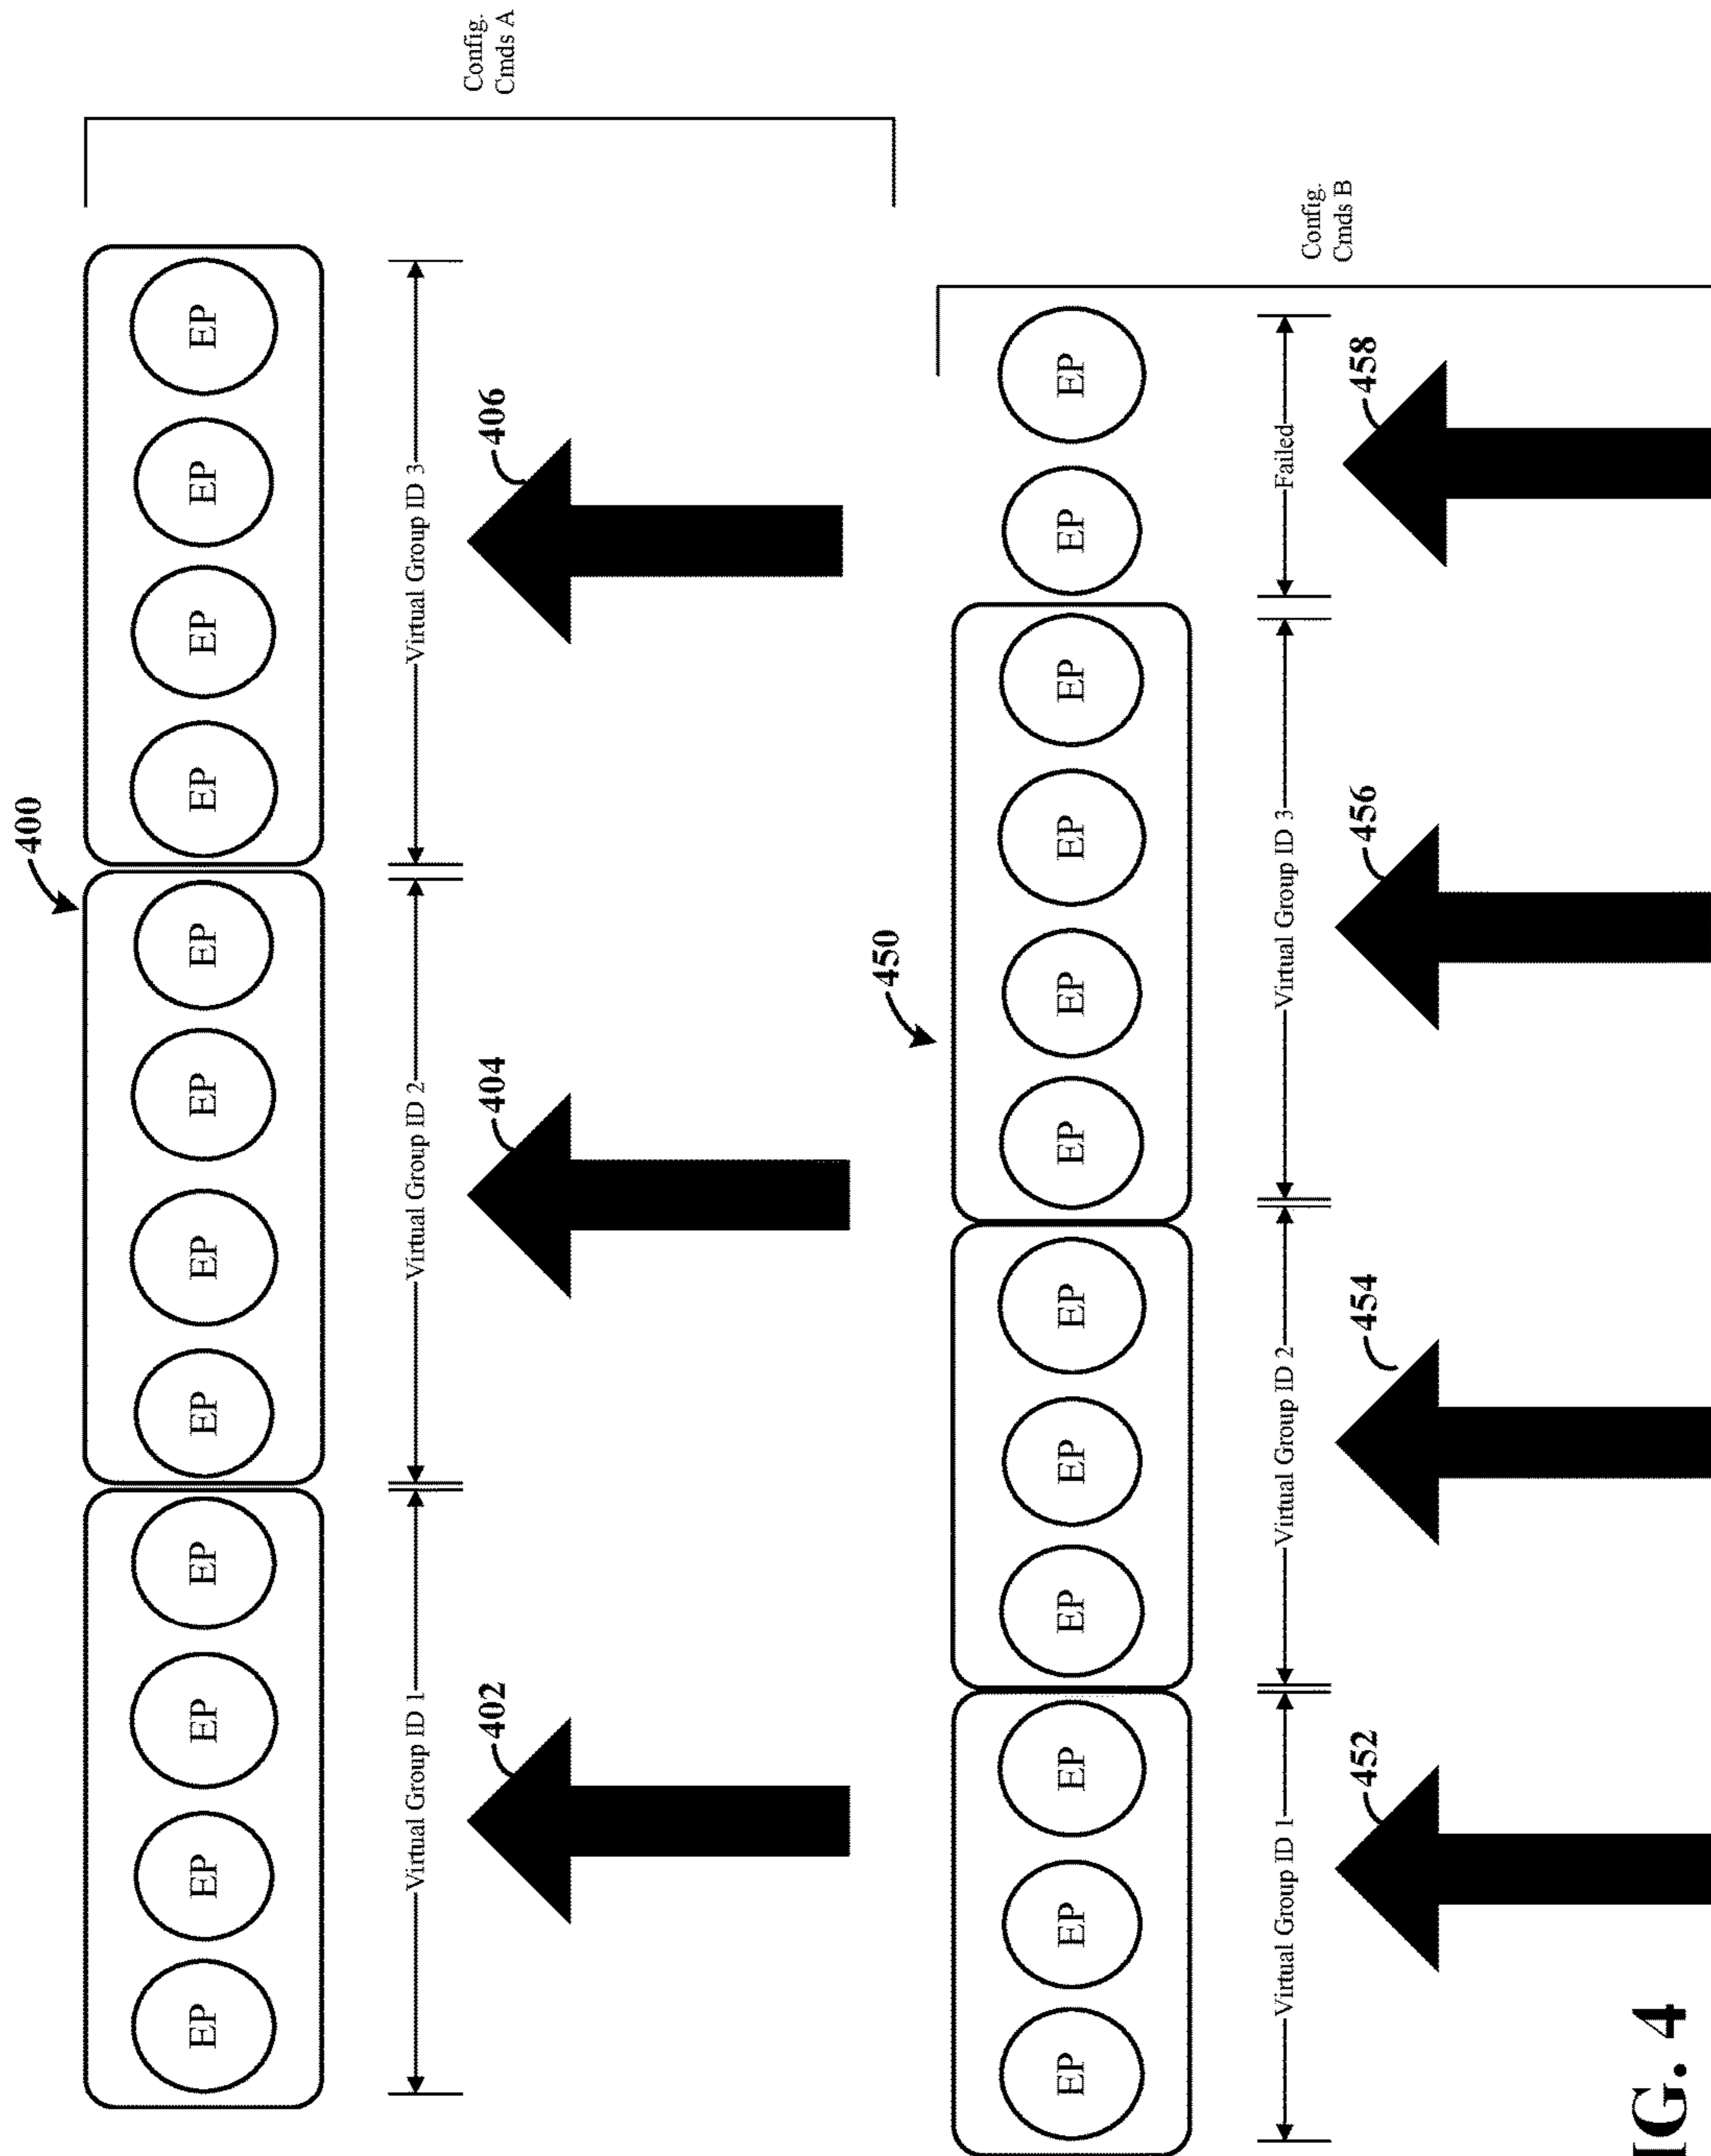 400
EP EP EP EP EP EP EP EP EP EP EP EP
Virtual Group ID 1 Virtual Group ID 2 Virtual Group ID 3
Config.
Cmds A
402 404 406
450
EP EP EP EP EP EP EP EP EP EP EP EP
Virtual Group ID 1 Virtual Group ID 2 Virtual Group ID 3 Failed
Config.
Cmds B
452 454 456 458
IG. 4